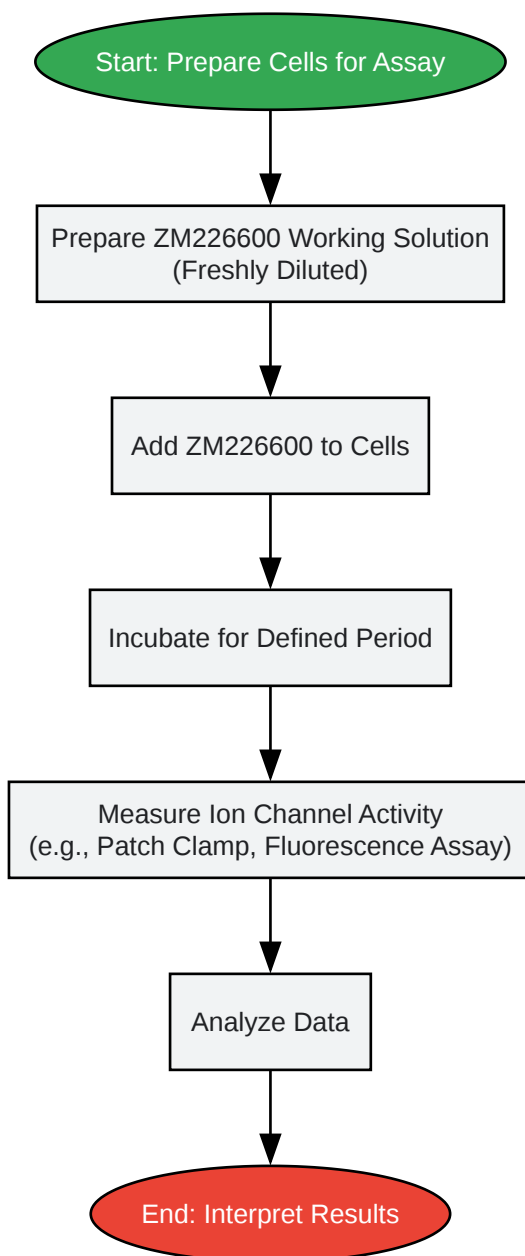 Start: Prepare Cells for Assay
Prepare ZM226600 Working Solution
(Freshly Diluted)
Add ZM226600 to Cells
Incubate for Defined Period
Measure Ion Channel Activity
(e.g., Patch Clamp, Fluorescence Assay)
Analyze Data
End: Interpret Results